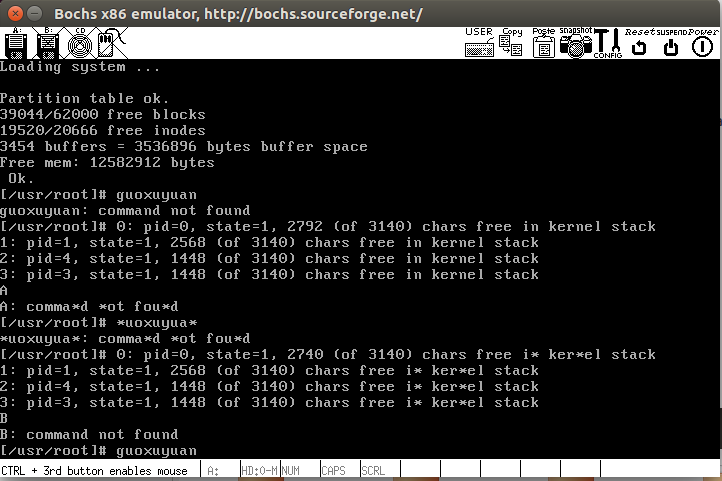 Bochs x86 emulator, http://bochs.sourceforge.net/
A: B: CD USER Copy Paste snapshot CONFIG Reset SUSPEND Power
Loading system ...
Partition table ok.
39044/62000 free blocks
19520/20666 free inodes
3454 buffers = 3536896 bytes buffer space
Free mem: 12582912 bytes
Ok.
[/usr/root]# guoxuyuan
guoxuyuan: command not found
[/usr/root]# 0: pid=0, state=1, 2792 (of 3140) chars free in kernel stack
1: pid=1, state=1, 2568 (of 3140) chars free in kernel stack
2: pid=4, state=1, 1448 (of 3140) chars free in kernel stack
3: pid=3, state=1, 1448 (of 3140) chars free in kernel stack
A
A: comma*d *ot fou*d
[/usr/root]# *uoxuyua*
*uoxuyua*: comma*d *ot fou*d
[/usr/root]# 0: pid=0, state=1, 2740 (of 3140) chars free i* ker*el stack
1: pid=1, state=1, 2568 (of 3140) chars free i* ker*el stack
2: pid=4, state=1, 1448 (of 3140) chars free i* ker*el stack
3: pid=3, state=1, 1448 (of 3140) chars free i* ker*el stack
B
B: command not found
[/usr/root]# guoxuyuan
CTRL + 3rd button enables mouse A: HD:0-M NUM CAPS SCRL